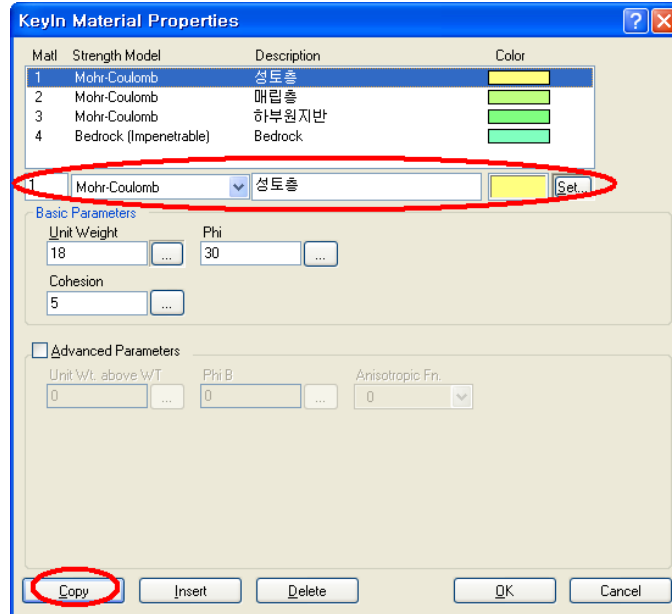 KeyIn Material Properties
Matl Strength Model Description Color
1 Mohr-Coulomb 성토층
2 Mohr-Coulomb 매립층
3 Mohr-Coulomb 하부원지반
4 Bedrock (Impenetrable) Bedrock
1 Mohr-Coulomb 성토층 Set...
Basic Parameters
Unit Weight Phi
18 ... 30 ...
Cohesion
5 ...
Advanced Parameters
Unit Wt. above WT Phi B Anisotropic Fn.
0 ... 0 ... 0
Copy Insert Delete OK Cancel